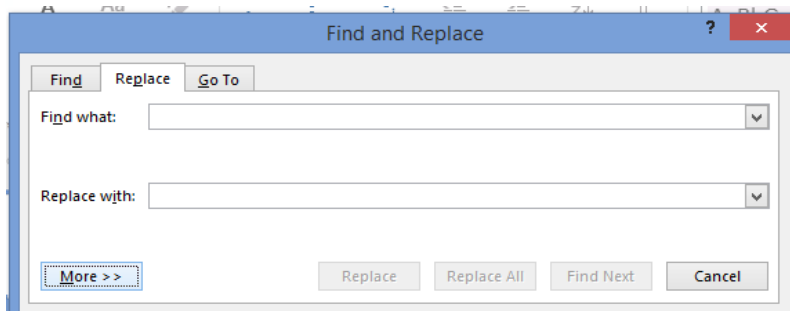 Find and Replace ?
Find Replace Go To
Find what:
Replace with:
More >> Replace Replace All Find Next Cancel